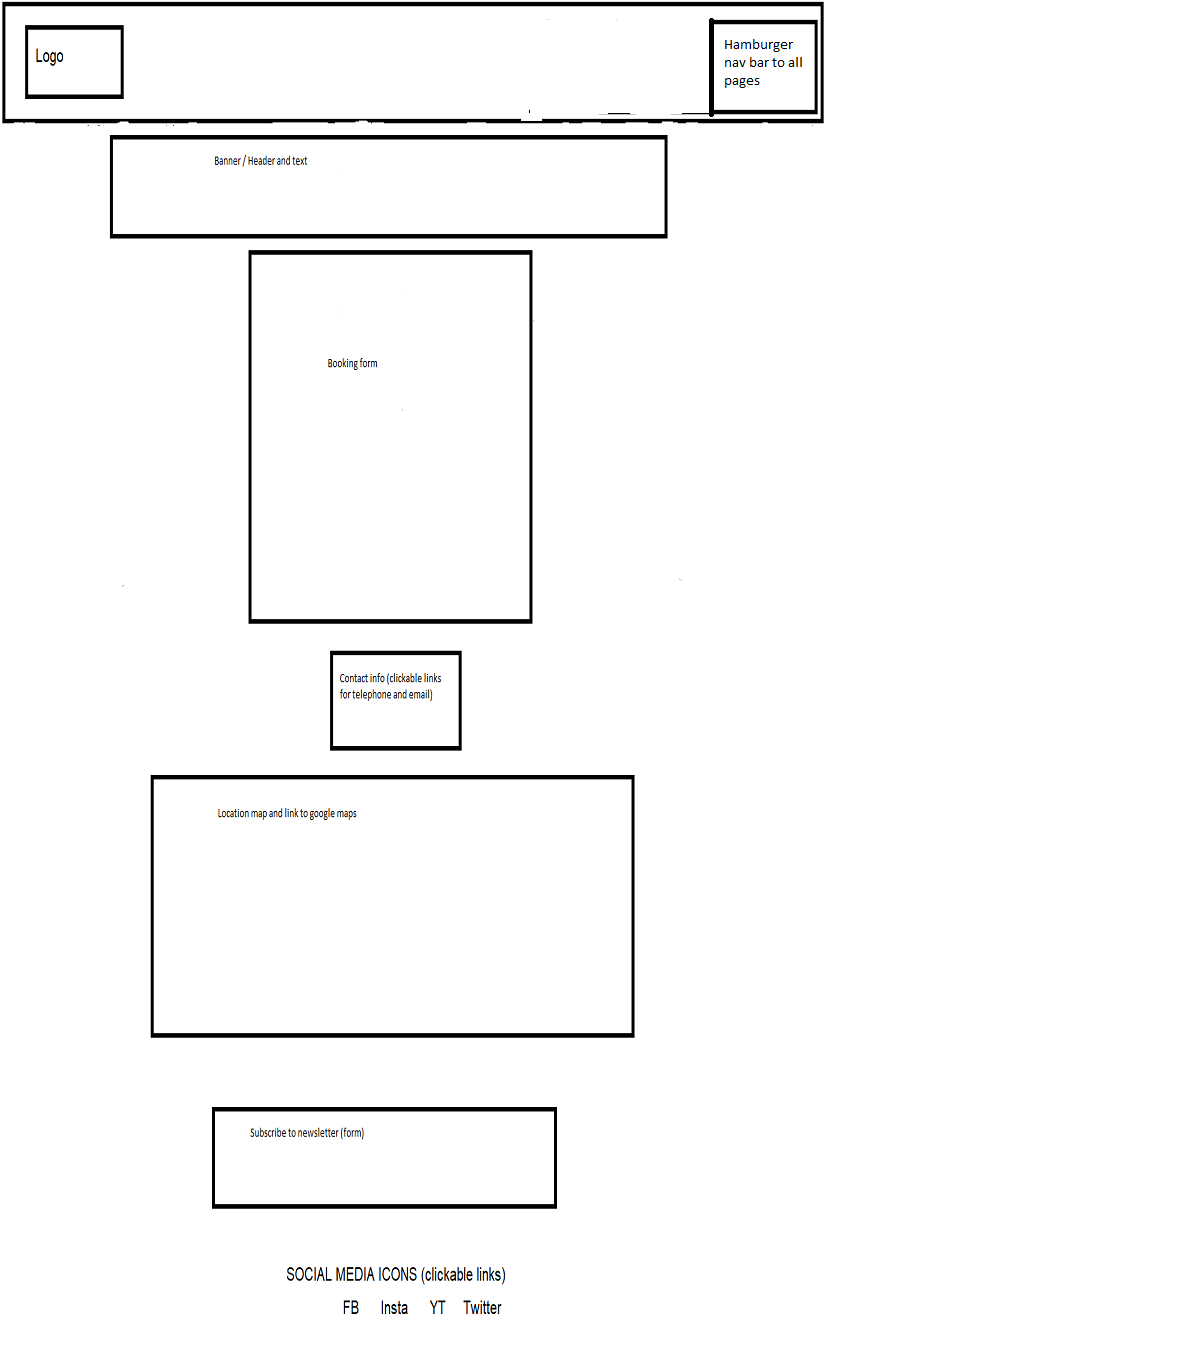 Logo
Hamburger
nav bar to all
pages
Banner / Header and text
Booking form
Contact info (clickable links
for telephone and email)
Location map and link to google maps
Subscribe to newsletter (form)
SOCIAL MEDIA ICONS (clickable links)
FB Insta YT Twitter